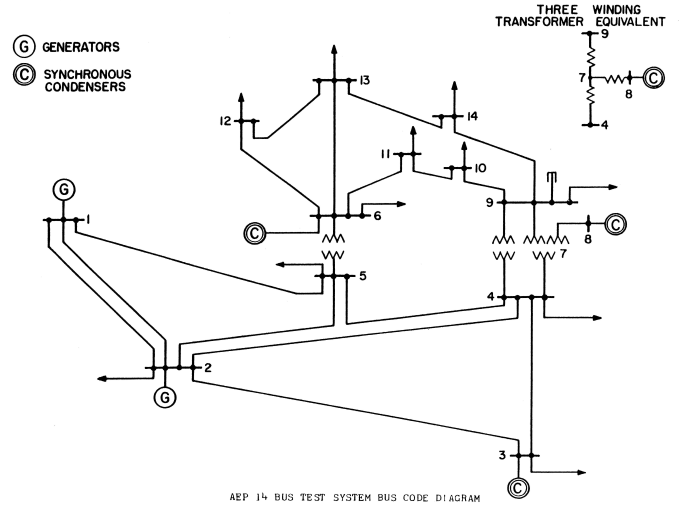 THREE WINDING
TRANSFORMER EQUIVALENT
9
7
8
C
4
G GENERATORS
C SYNCHRONOUS
CONDENSERS
13
12
14
11
10
G
1
6
C
9
8
C
7
5
4
2
G
3
C
AEP 14 BUS TEST SYSTEM BUS CODE DIAGRAM